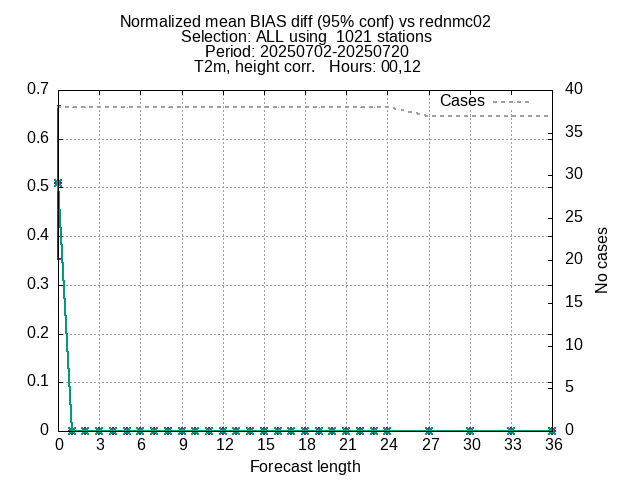 Normalized mean BIAS diff (95% conf) vs rednmc02
Selection: ALL using  1021 stations
Period: 20250702-20250720
T2m, height corr.   Hours: 00,12
Cases
0.7
0.6
0.5
0.4
0.3
0.2
0.1
0
40
35
30
25
20
15
10
5
0
No cases
0 3 6 9 12 15 18 21 24 27 30 33 36
Forecast length